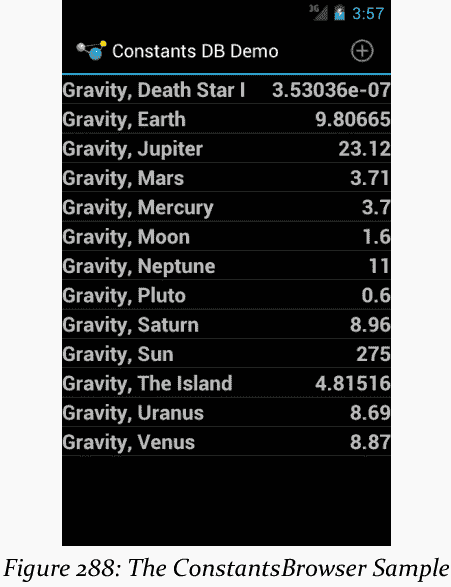 3G 3:57
Constants DB Demo
Gravity, Death Star I 3.53036e-07
Gravity, Earth 9.80665
Gravity, Jupiter 23.12
Gravity, Mars 3.71
Gravity, Mercury 3.7
Gravity, Moon 1.6
Gravity, Neptune 11
Gravity, Pluto 0.6
Gravity, Saturn 8.96
Gravity, Sun 275
Gravity, The Island 4.81516
Gravity, Uranus 8.69
Gravity, Venus 8.87
Figure 288: The ConstantsBrowser Sample